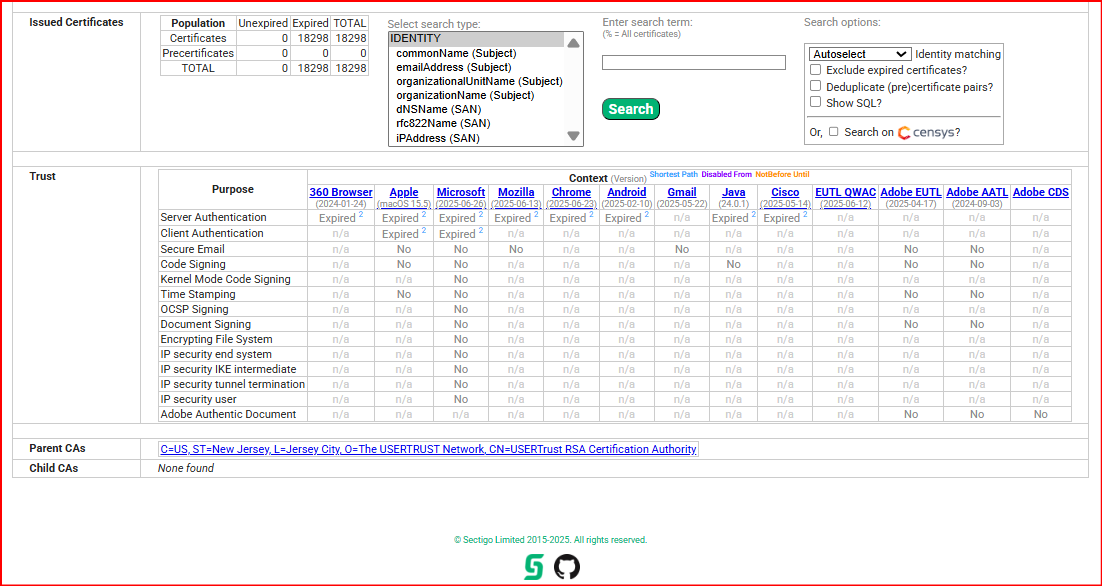 Issued Certificates
Population Unexpired Expired TOTAL
Certificates 0 18298 18298
Precertificates 0 0 0
TOTAL 0 18298 18298
Select search type:
IDENTITY
commonName (Subject)
emailAddress (Subject)
organizationalUnitName (Subject)
organizationName (Subject)
dNSName (SAN)
rfc822Name (SAN)
iPAddress (SAN)
Enter search term:
(% = All certificates)
Search
Search options:
Autoselect Identity matching
Exclude expired certificates?
Deduplicate (pre)certificate pairs?
Show SQL?
Or, Search on censys?
Trust
Purpose
Context (Version) Shortest Path Disabled From NotBefore Until
360 Browser Apple Microsoft Mozilla Chrome Android Gmail Java Cisco EUTL QWAC Adobe EUTL Adobe AATL Adobe CDS
(2024-01-24) (macOS 15.5) (2025-06-26) (2025-06-13) (2025-06-23) (2025-02-10) (2025-05-22) (24.0.1) (2025-05-14) (2025-06-12) (2025-04-17) (2024-09-03)
Server Authentication Expired 2 Expired 2 Expired 2 Expired 2 Expired 2 Expired 2 n/a Expired 2 Expired 2 n/a n/a n/a n/a
Client Authentication n/a Expired 2 Expired 2 n/a n/a n/a n/a n/a n/a n/a n/a n/a n/a
Secure Email n/a No No No n/a n/a No n/a n/a n/a No No n/a
Code Signing n/a No No n/a n/a n/a n/a No n/a n/a No No n/a
Kernel Mode Code Signing n/a n/a No n/a n/a n/a n/a n/a n/a n/a n/a n/a n/a
Time Stamping n/a No No n/a n/a n/a n/a n/a n/a n/a No No n/a
OCSP Signing n/a n/a No n/a n/a n/a n/a n/a n/a n/a n/a n/a n/a
Document Signing n/a n/a No n/a n/a n/a n/a n/a n/a n/a No No n/a
Encrypting File System n/a n/a No n/a n/a n/a n/a n/a n/a n/a n/a n/a n/a
IP security end system n/a n/a No n/a n/a n/a n/a n/a n/a n/a n/a n/a n/a
IP security IKE intermediate n/a n/a No n/a n/a n/a n/a n/a n/a n/a n/a n/a n/a
IP security tunnel termination n/a n/a No n/a n/a n/a n/a n/a n/a n/a n/a n/a n/a
IP security user n/a n/a No n/a n/a n/a n/a n/a n/a n/a n/a n/a n/a
Adobe Authentic Document n/a n/a n/a n/a n/a n/a n/a n/a n/a n/a No No No
Parent CAs
C=US, ST=New Jersey, L=Jersey City, O=The USERTRUST Network, CN=USERTrust RSA Certification Authority
Child CAs
None found
© Sectigo Limited 2015-2025. All rights reserved.